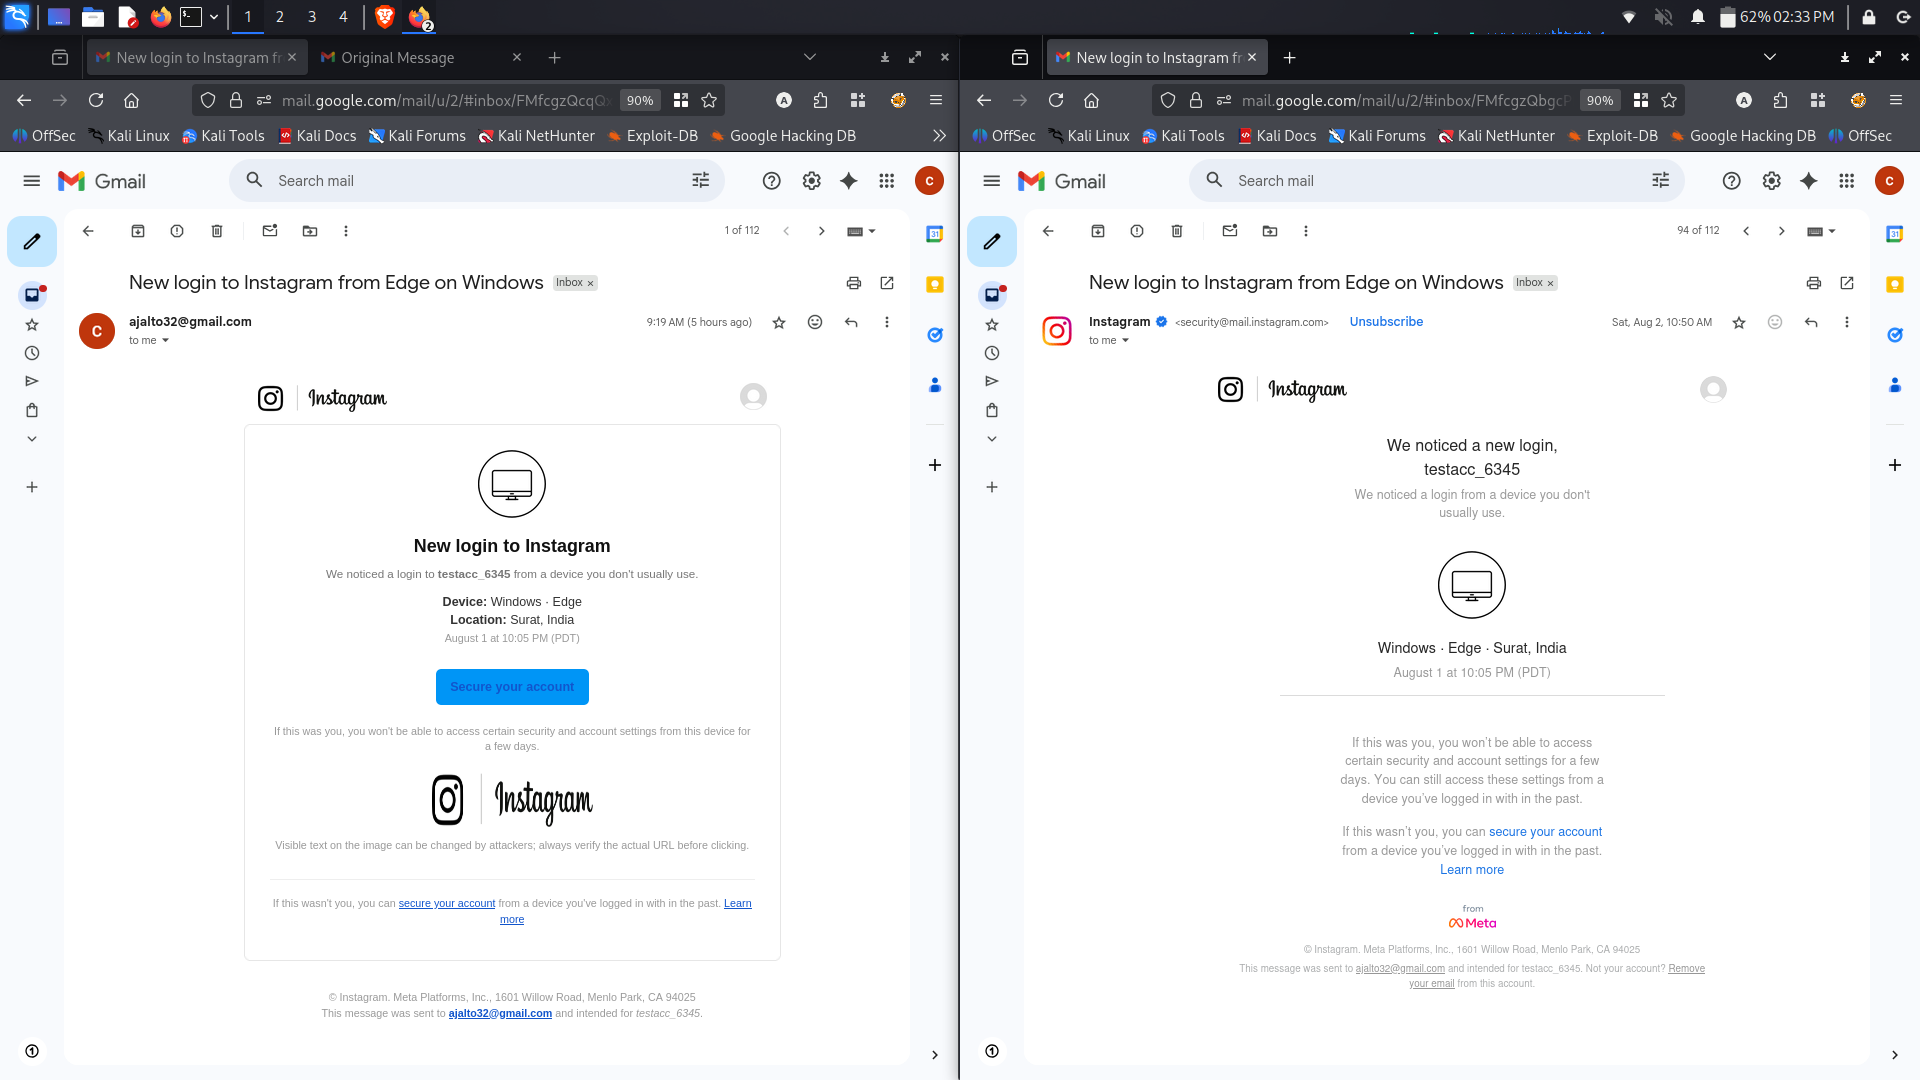 1 2 3 4 2 62% 02:33 PM
New login to Instagram fr
Original Message
mail.google.com/mail/u/2/#inbox/FMfcgzQcqQ
90%
OffSec Kali Linux Kali Tools Kali Docs Kali Forums Kali NetHunter Exploit-DB Google Hacking DB
Gmail
Search mail
C
1 of 112
New login to Instagram from Edge on Windows
Inbox
C
ajalto32@gmail.com
9:19 AM (5 hours ago)
to me
Instagram
New login to Instagram
We noticed a login to testacc_6345 from a device you don't usually use.
Device: Windows · Edge
Location: Surat, India
August 1 at 10:05 PM (PDT)
Secure your account
If this was you, you won't be able to access certain security and account settings from this device for
a few days.
Instagram
Visible text on the image can be changed by attackers; always verify the actual URL before clicking.
If this wasn't you, you can secure your account from a device you've logged in with in the past. Learn
more
© Instagram. Meta Platforms, Inc., 1601 Willow Road, Menlo Park, CA 94025
This message was sent to ajalto32@gmail.com and intended for testacc_6345.
New login to Instagram fr
mail.google.com/mail/u/2/#inbox/FMfcgzQbgcP
90%
OffSec Kali Linux Kali Tools Kali Docs Kali Forums Kali NetHunter Exploit-DB Google Hacking DB OffSec
Gmail
Search mail
C
94 of 112
New login to Instagram from Edge on Windows
Inbox
Instagram <security@mail.instagram.com> Unsubscribe
Sat, Aug 2, 10:50 AM
to me
Instagram
We noticed a new login,
testacc_6345
We noticed a login from a device you don't
usually use.
Windows · Edge · Surat, India
August 1 at 10:05 PM (PDT)
If this was you, you won't be able to access
certain security and account settings for a few
days. You can still access these settings from a
device you've logged in with in the past.
If this wasn't you, you can secure your account
from a device you've logged in with in the past.
Learn more
from
Meta
© Instagram. Meta Platforms, Inc., 1601 Willow Road, Menlo Park, CA 94025
This message was sent to ajalto32@gmail.com and intended for testacc_6345. Not your account? Remove
your email from this account.